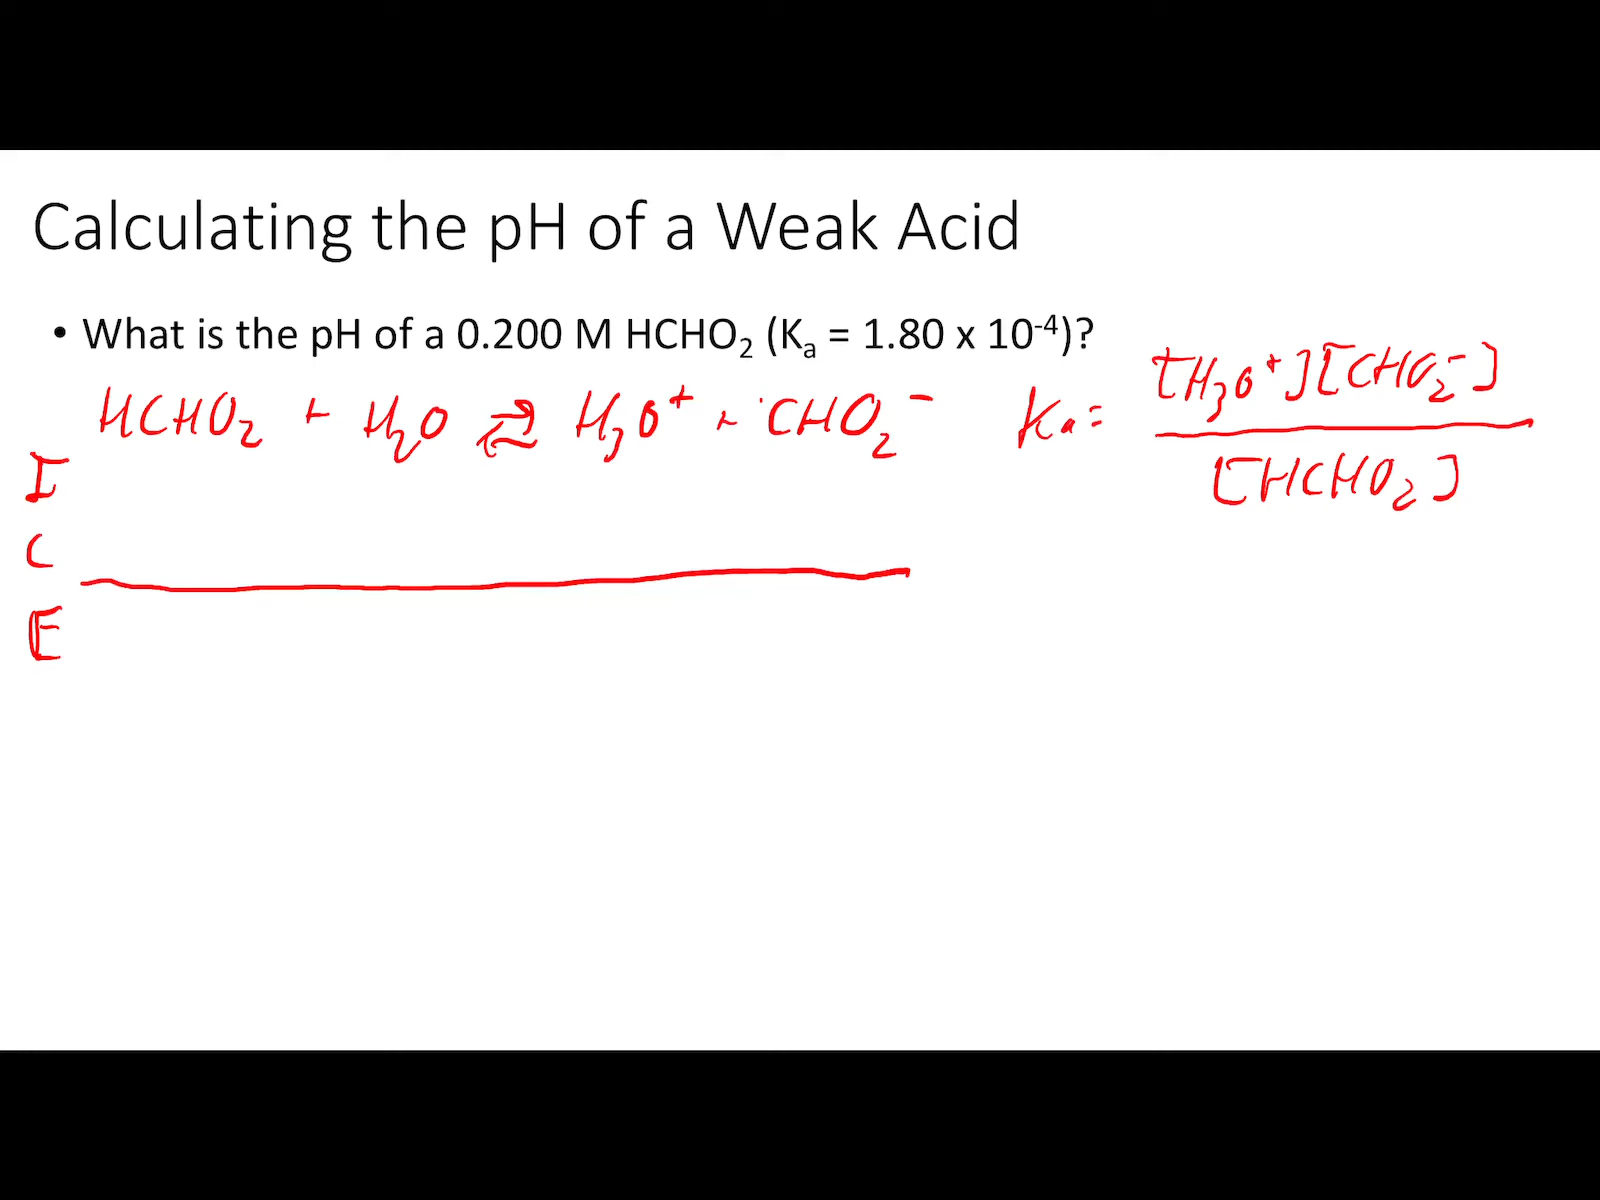 Calculating the pH of a Weak Acid
• What is the pH of a 0.200 M HCHO₂ (Kₐ = 1.80 x 10⁻⁴)?
HCHO₂ + H₂O ⇄ H₃O⁺ + CHO₂⁻
Ka = [H₃O⁺][CHO₂⁻] / [HCHO₂]
I
C
E